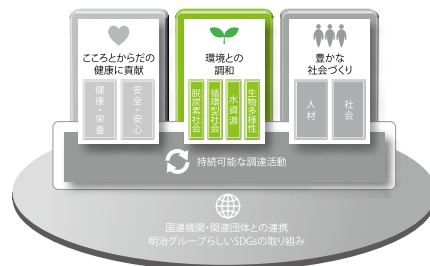 こころとからだの
健康に貢献
健康・栄養
安全・安心
環境との
調和
脱炭素社会
循環型社会
水資源
生物多様性
豊かな
社会づくり
人材
社会
持続可能な調達活動
国連機関・関連団体との連携
明治グループらしいSDGsの取り組み